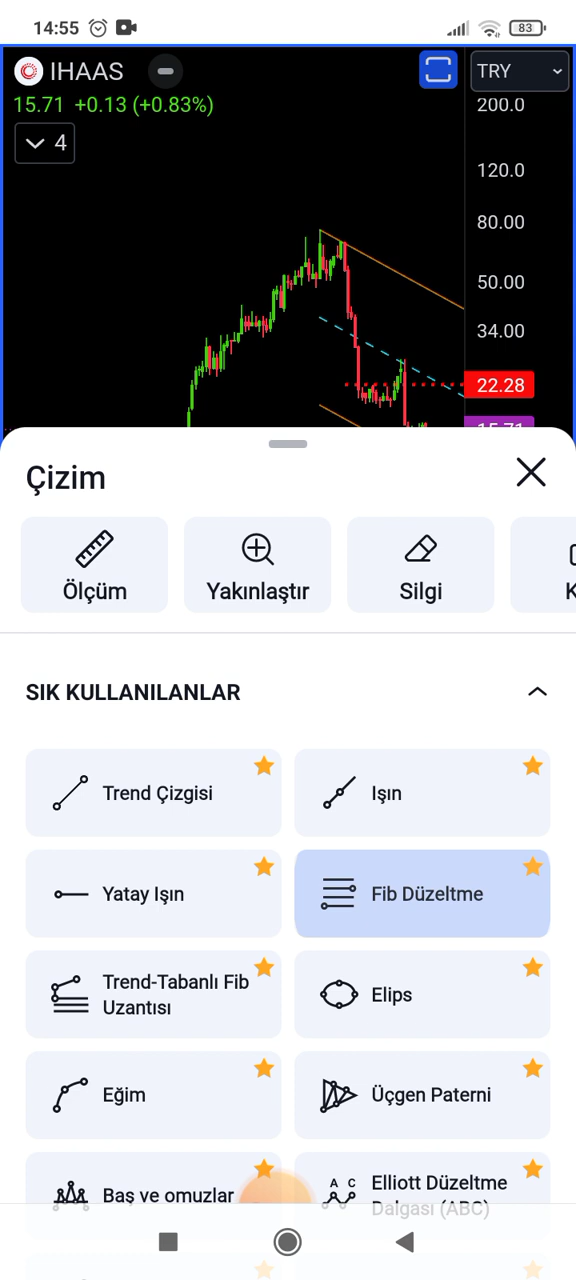 14:55
83
IHAAS
TRY
15.71 +0.13 (+0.83%)
200.0
4
120.0
80.00
50.00
34.00
22.28
15.71
Çizim
Ölçüm
Yakınlaştır
Silgi
K
SIK KULLANILANLAR
Trend Çizgisi
Işın
Yatay Işın
Fib Düzeltme
Trend-Tabanlı Fib
Uzantısı
Elips
Eğim
Üçgen Paterni
Baş ve omuzlar
A C
Elliott Düzeltme
Dalgası (ABC)